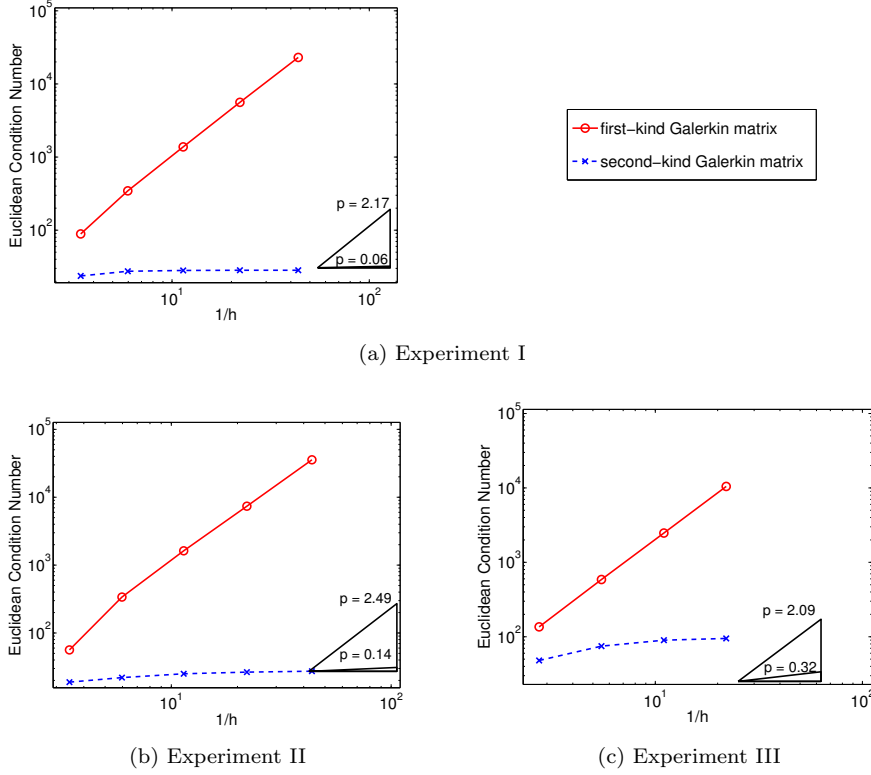 10^5
10^4
10^3
10^2
Euclidean Condition Number
p = 2.17
p = 0.06
10^1
10^2
1/h
first-kind Galerkin matrix
second-kind Galerkin matrix
(a) Experiment I
10^5
10^4
10^3
10^2
Euclidean Condition Number
p = 2.49
p = 0.14
10^1
10^2
1/h
(b) Experiment II
10^5
10^4
10^3
10^2
Euclidean Condition Number
p = 2.09
p = 0.32
10^1
10^2
1/h
(c) Experiment III